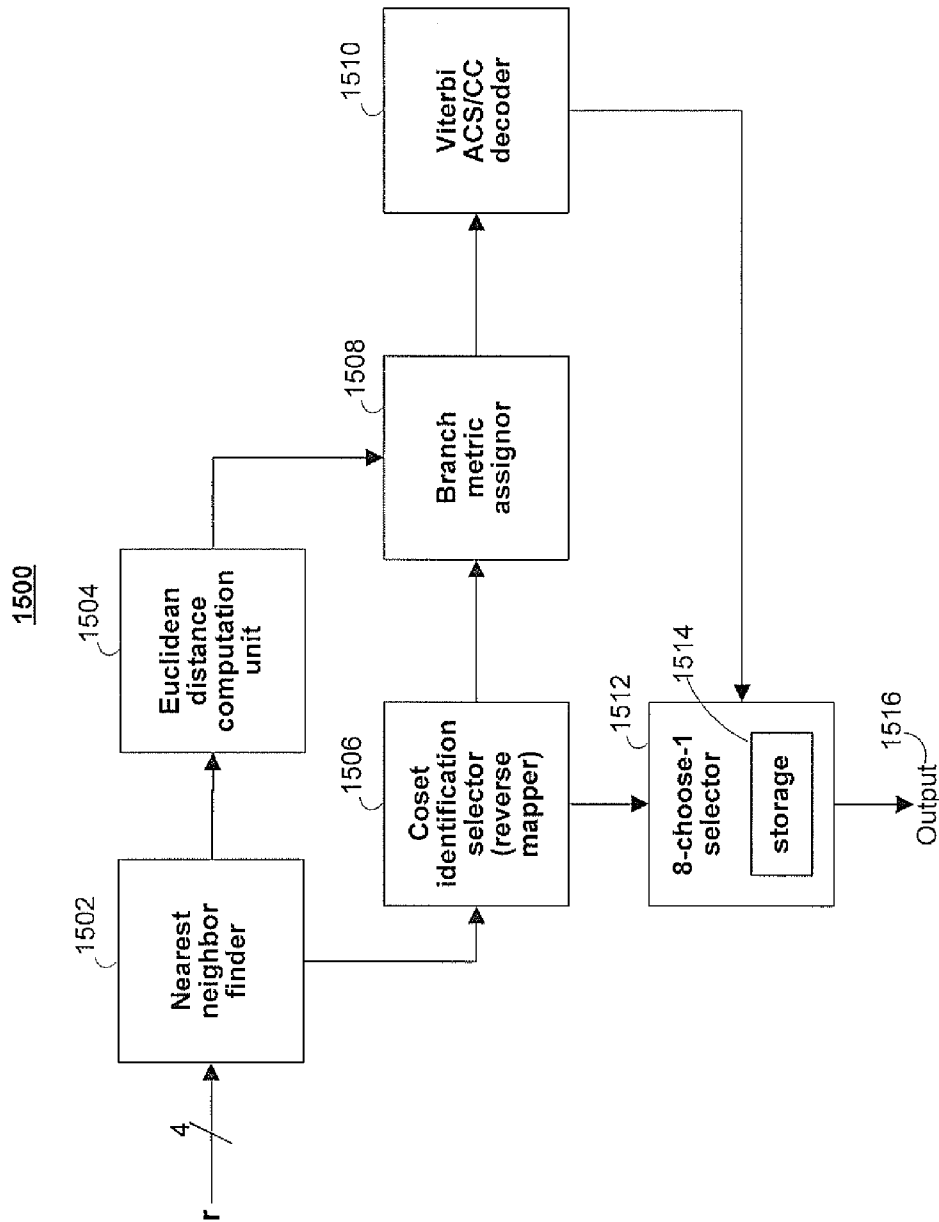 1500
r
4
1502
Nearest
neighbor
finder
1504
Euclidean
distance
computation
unit
1506
Coset
identification
selector
(reverse
mapper)
1508
Branch
metric
assignor
1510
Viterbi
ACS/CC
decoder
1512
8-choose-1
selector
1514
storage
1516
Output